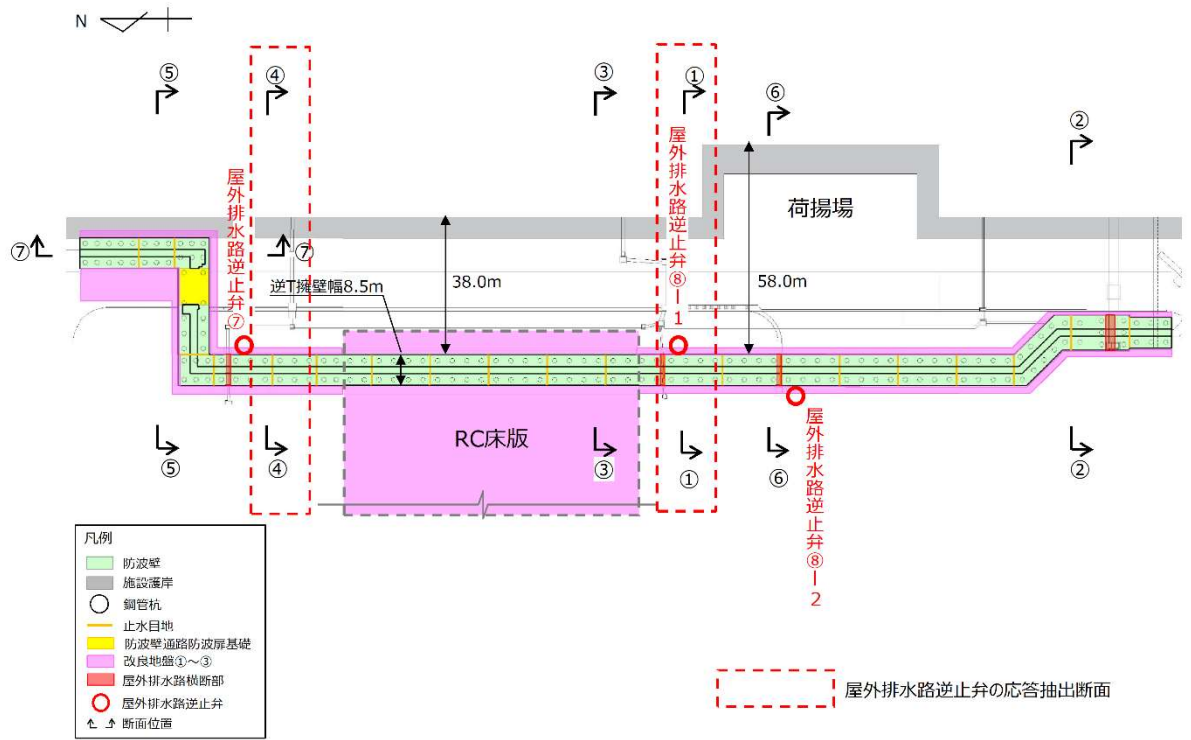 N
⑤
④
③
①
⑥
②
屋外排水路逆止弁⑦
屋外排水路逆止弁⑧－1
荷揚場
⑦
⑦
逆T擁壁幅8.5m
38.0m
58.0m
RC床版
⑤
④
③
①
⑥
②
屋外排水路逆止弁⑧－2
凡例
防波壁
施設護岸
鋼管杭
止水目地
防波壁通路防波扉基礎
改良地盤①～③
屋外排水路横断部
屋外排水路逆止弁
断面位置
屋外排水路逆止弁の応答抽出断面